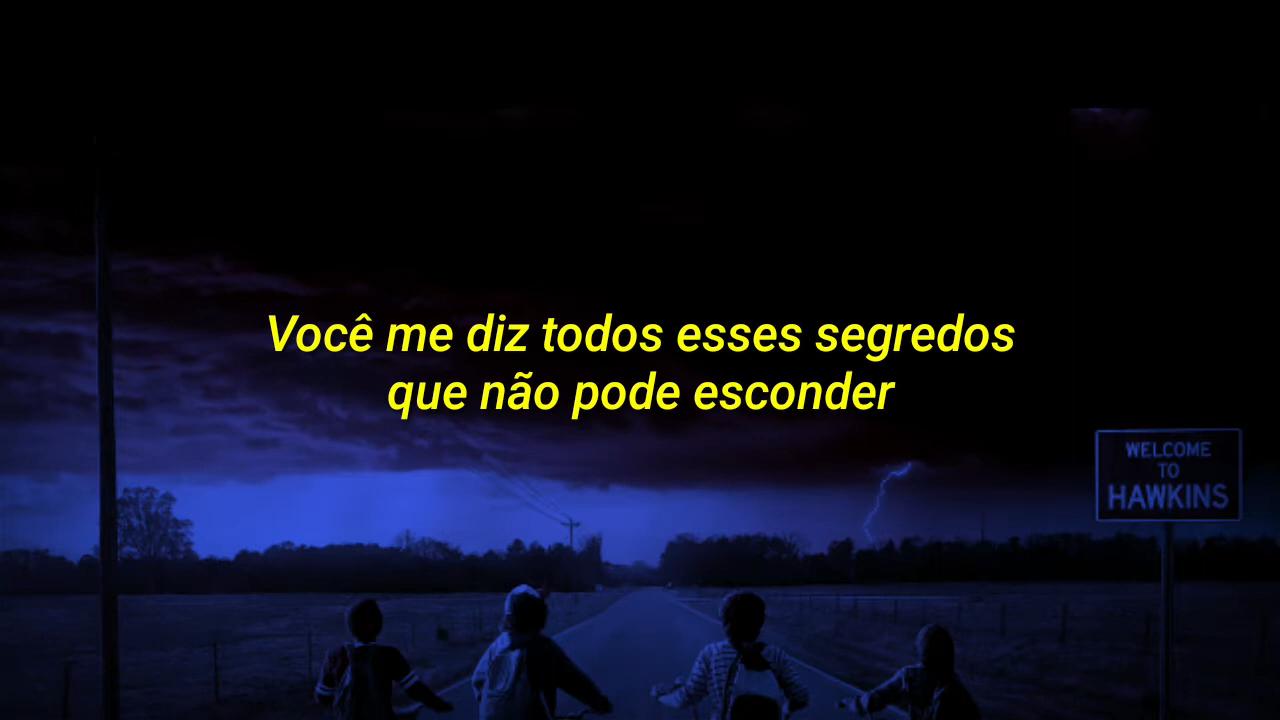 Você me diz todos esses segredos
que não pode esconder
WELCOME
TO
HAWKINS